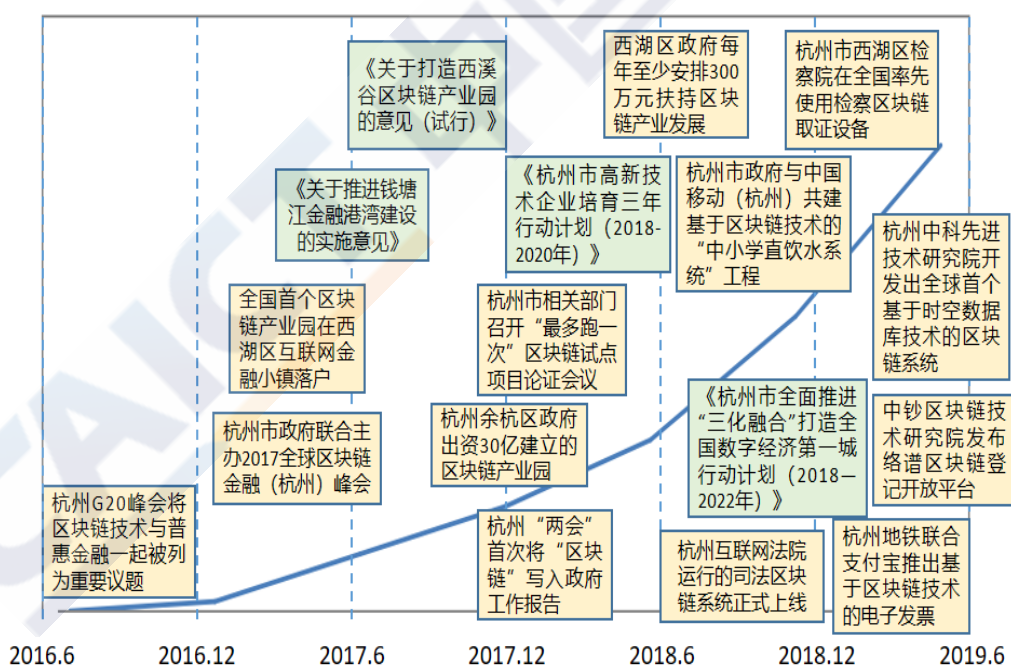 《关于打造西溪
谷区块链产业园
的意见（试行）》
西湖区政府每
年至少安排300
万元扶持区块
链产业发展
杭州市西湖区检
察院在全国率先
使用检察区块链
取证设备
《关于推进钱塘
江金融港湾建设
的实施意见》
《杭州市高新技
术企业培育三年
行动计划（2018-
2020年）》
杭州市政府与中国
移动（杭州）共建
基于区块链技术的
“中小学直饮水系
统”工程
杭州中科先进
技术研究院开
发出全球首个
基于时空数据
库技术的区块
链系统
全国首个区块
链产业园在西
湖区互联网金
融小镇落户
杭州市相关部门
召开“最多跑一
次”区块链试点
项目论证会议
杭州市政府联合主
办2017全球区块链
金融（杭州）峰会
杭州余杭区政府
出资30亿建立的
区块链产业园
《杭州市全面推进
“三化融合”打造全
国数字经济第一城
行动计划（2018—
2022年）》
中钞区块链技
术研究院发布
络谱区块链登
记开放平台
杭州G20峰会将
区块链技术与普
惠金融一起被列
为重要议题
杭州“两会”
首次将“区块
链”写入政府
工作报告
杭州互联网法院
运行的司法区块
链系统正式上线
杭州地铁联合
支付宝推出基
于区块链技术
的电子发票
2016.6 2016.12 2017.6 2017.12 2018.6 2018.12 2019.6
CAICT